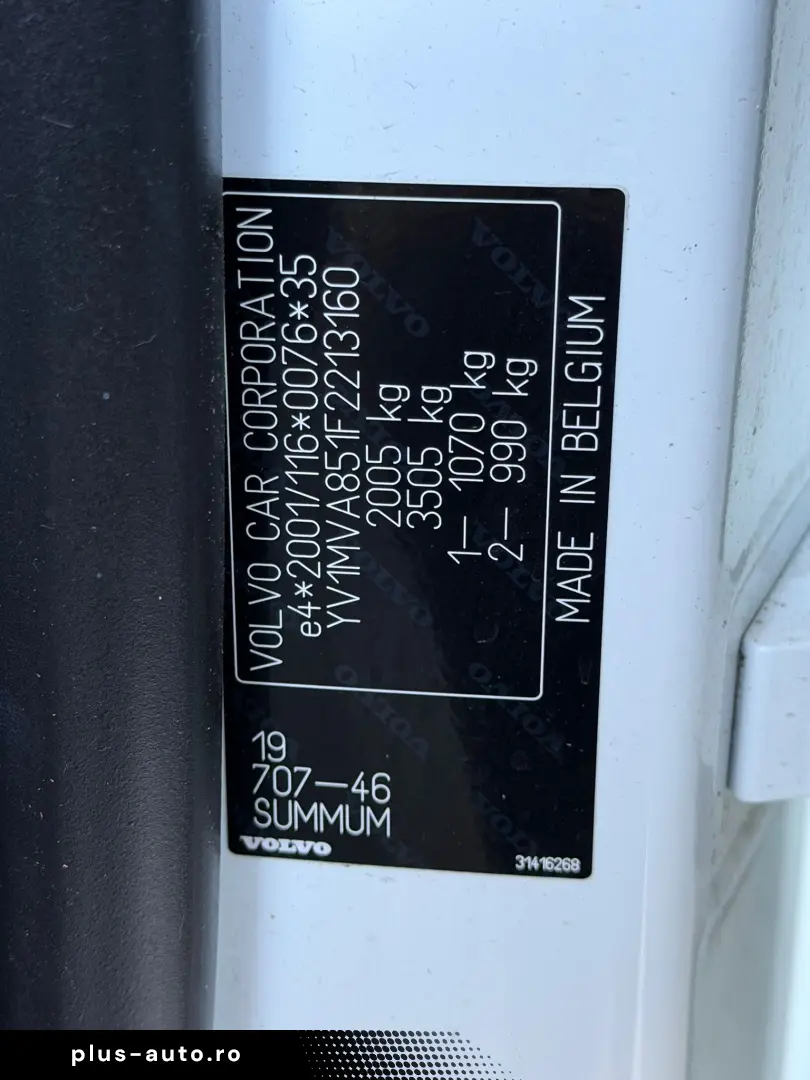 VOLVO CAR CORPORATION
e4*2001/116*0076*35
YV1MVA851F2213160
2005 kg
3505 kg
1– 1070 kg
2– 990 kg
MADE IN BELGIUM
19
707–46
SUMMUM
VOLVO
31416268
plus-auto.ro